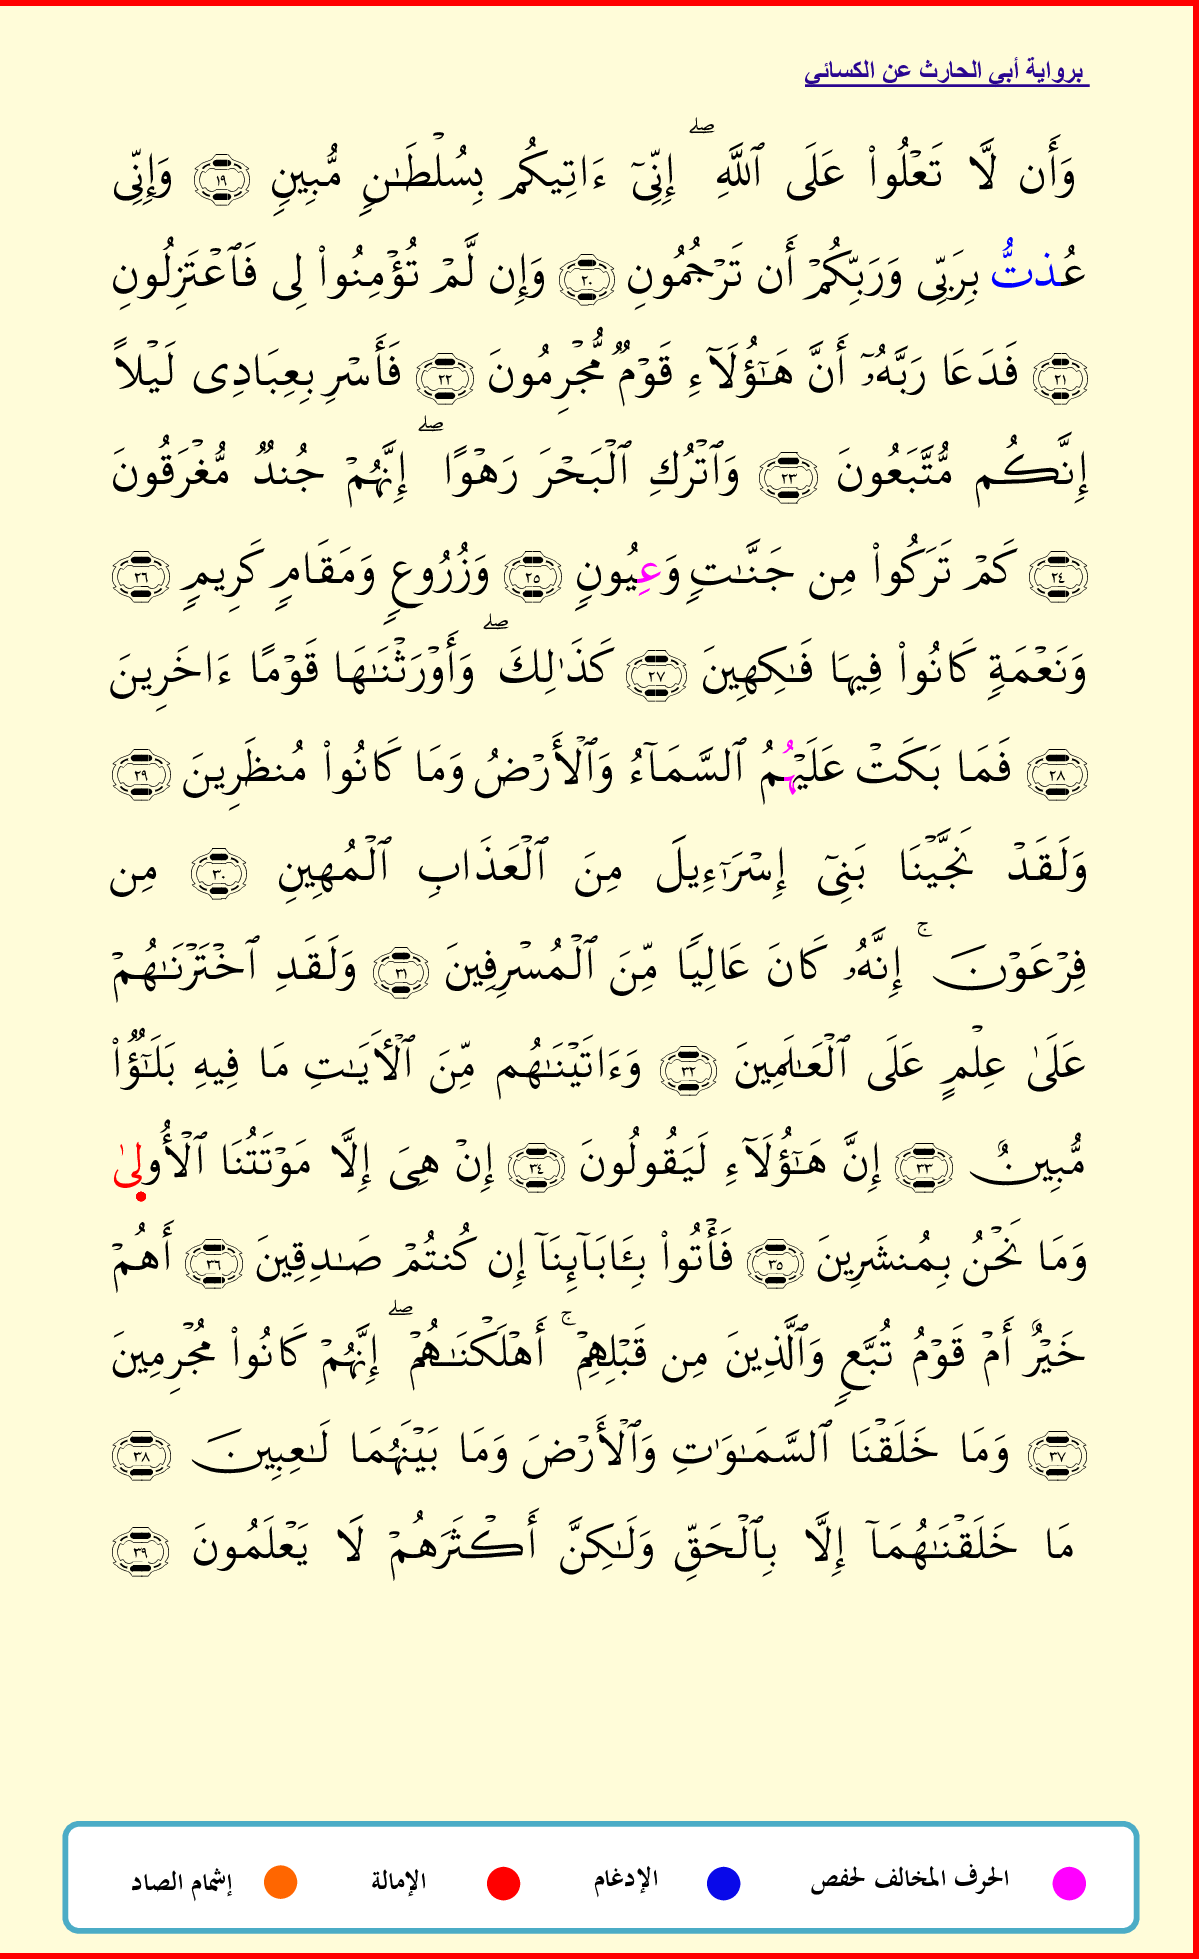 برواية أبي الحارث عن الكسائي
وَأَن لَّا تَعۡلُواْ عَلَى ٱللَّهِۖ إِنِّيٓ ءَاتِيكُم بِسُلۡطَٰنٖ مُّبِينٖ ١٩ وَإِنِّي
عُذتُّ بِرَبِّي وَرَبِّكُمۡ أَن تَرۡجُمُونِ ٢٠ وَإِن لَّمۡ تُؤۡمِنُواْ لِي فَٱعۡتَزِلُونِ
٢١ فَدَعَا رَبَّهُۥٓ أَنَّ هَٰٓؤُلَآءِ قَوۡمٞ مُّجۡرِمُونَ ٢٢ فَأَسۡرِ بِعِبَادِي لَيۡلًا
إِنَّكُم مُّتَّبَعُونَ ٢٣ وَٱتۡرُكِ ٱلۡبَحۡرَ رَهۡوًاۖ إِنَّهُمۡ جُندٞ مُّغۡرَقُونَ
٢٤ كَمۡ تَرَكُواْ مِن جَنَّٰتٖ وَعِيُونٖ ٢٥ وَزُرُوعٖ وَمَقَامٖ كَرِيمٖ ٢٦
وَنَعۡمَةٖ كَانُواْ فِيهَا فَٰكِهِينَ ٢٧ كَذَٰلِكَۖ وَأَوۡرَثۡنَٰهَا قَوۡمًا ءَاخَرِينَ
٢٨ فَمَا بَكَتۡ عَلَيۡهُمُ ٱلسَّمَآءُ وَٱلۡأَرۡضُ وَمَا كَانُواْ مُنظَرِينَ ٢٩
وَلَقَدۡ نَجَّيۡنَا بَنِيٓ إِسۡرَٰٓءِيلَ مِنَ ٱلۡعَذَابِ ٱلۡمُهِينِ ٣٠ مِن
فِرۡعَوۡنَۚ إِنَّهُۥ كَانَ عَالِيٗا مِّنَ ٱلۡمُسۡرِفِينَ ٣١ وَلَقَدِ ٱخۡتَرۡنَٰهُمۡ
عَلَىٰ عِلۡمٍ عَلَى ٱلۡعَٰلَمِينَ ٣٢ وَءَاتَيۡنَٰهُم مِّنَ ٱلۡأٓيَٰتِ مَا فِيهِ بَلَٰٓؤٞاْ
مُّبِينٌ ٣٣ إِنَّ هَٰٓؤُلَآءِ لَيَقُولُونَ ٣٤ إِنۡ هِيَ إِلَّا مَوۡتَتُنَا ٱلۡأُولىٰ
وَمَا نَحۡنُ بِمُنشَرِينَ ٣٥ فَأۡتُواْ بِـَٔابَآئِنَآ إِن كُنتُمۡ صَٰدِقِينَ ٣٦ أَهُمۡ
خَيۡرٌ أَمۡ قَوۡمُ تُبَّعٖ وَٱلَّذِينَ مِن قَبۡلِهِمۡۚ أَهۡلَكۡنَٰهُمۡۖ إِنَّهُمۡ كَانُواْ مُجۡرِمِينَ
٣٧ وَمَا خَلَقۡنَا ٱلسَّمَٰوَٰتِ وَٱلۡأَرۡضَ وَمَا بَيۡنَهُمَا لَٰعِبِينَ ٣٨
مَا خَلَقۡنَٰهُمَآ إِلَّا بِٱلۡحَقِّ وَلَٰكِنَّ أَكۡثَرَهُمۡ لَا يَعۡلَمُونَ ٣٩
الحرف المخالف لحفص الإدغام الإمالة إشمام الصاد